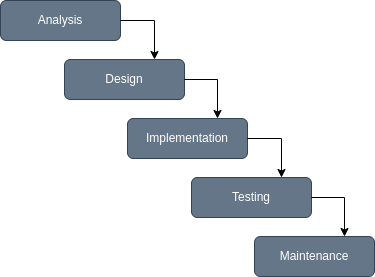 Analysis
Design
Implementation
Testing
Maintenance